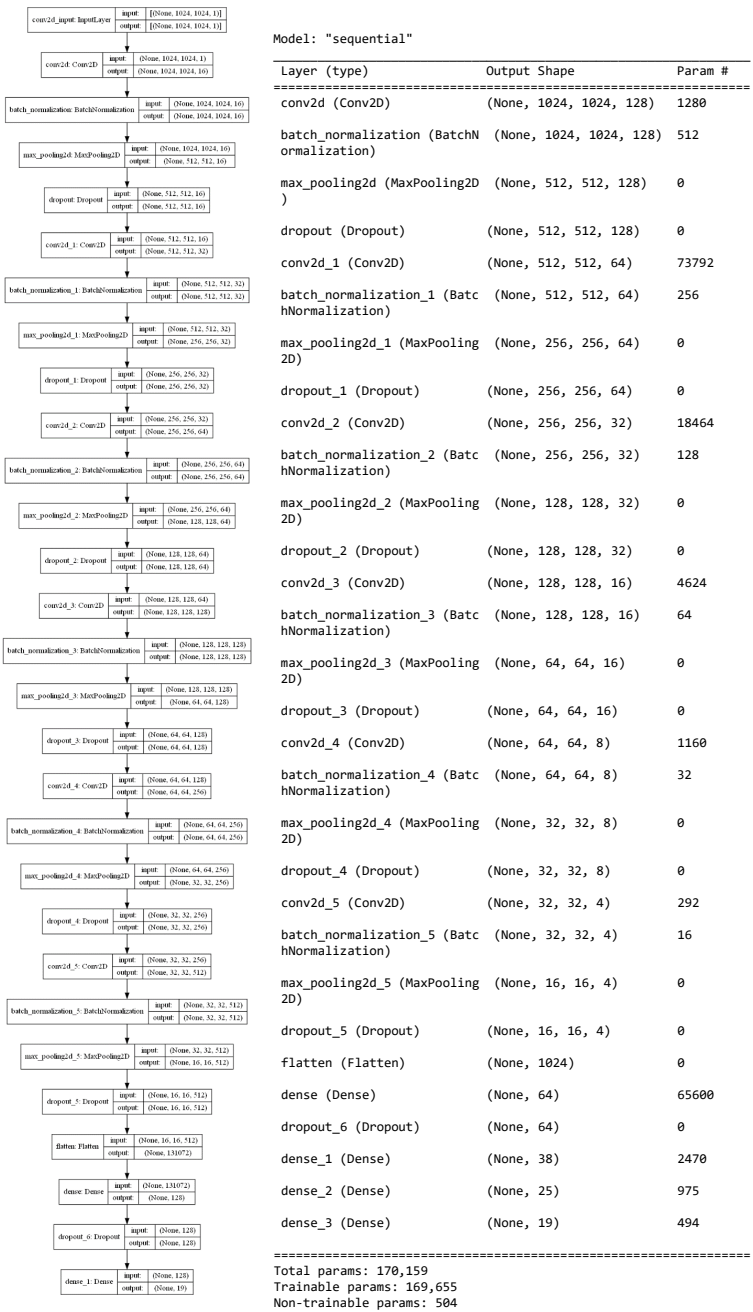 conv2d_input: InputLayer input: [(None, 1024, 1024, 1)]
output: [(None, 1024, 1024, 1)]
conv2d: Conv2D input: (None, 1024, 1024, 1)
output: (None, 1024, 1024, 16)
batch_normalization: BatchNormalization input: (None, 1024, 1024, 16)
output: (None, 1024, 1024, 16)
max_pooling2d: MaxPooling2D input: (None, 1024, 1024, 16)
output: (None, 512, 512, 16)
dropout: Dropout input: (None, 512, 512, 16)
output: (None, 512, 512, 16)
conv2d_1: Conv2D input: (None, 512, 512, 16)
output: (None, 512, 512, 32)
batch_normalization_1: BatchNormalization input: (None, 512, 512, 32)
output: (None, 512, 512, 32)
max_pooling2d_1: MaxPooling2D input: (None, 512, 512, 32)
output: (None, 256, 256, 32)
dropout_1: Dropout input: (None, 256, 256, 32)
output: (None, 256, 256, 32)
conv2d_2: Conv2D input: (None, 256, 256, 32)
output: (None, 256, 256, 64)
batch_normalization_2: BatchNormalization input: (None, 256, 256, 64)
output: (None, 256, 256, 64)
max_pooling2d_2: MaxPooling2D input: (None, 256, 256, 64)
output: (None, 128, 128, 64)
dropout_2: Dropout input: (None, 128, 128, 64)
output: (None, 128, 128, 64)
conv2d_3: Conv2D input: (None, 128, 128, 64)
output: (None, 128, 128, 128)
batch_normalization_3: BatchNormalization input: (None, 128, 128, 128)
output: (None, 128, 128, 128)
max_pooling2d_3: MaxPooling2D input: (None, 128, 128, 128)
output: (None, 64, 64, 128)
dropout_3: Dropout input: (None, 64, 64, 128)
output: (None, 64, 64, 128)
conv2d_4: Conv2D input: (None, 64, 64, 128)
output: (None, 64, 64, 256)
batch_normalization_4: BatchNormalization input: (None, 64, 64, 256)
output: (None, 64, 64, 256)
max_pooling2d_4: MaxPooling2D input: (None, 64, 64, 256)
output: (None, 32, 32, 256)
dropout_4: Dropout input: (None, 32, 32, 256)
output: (None, 32, 32, 256)
conv2d_5: Conv2D input: (None, 32, 32, 256)
output: (None, 32, 32, 512)
batch_normalization_5: BatchNormalization input: (None, 32, 32, 512)
output: (None, 32, 32, 512)
max_pooling2d_5: MaxPooling2D input: (None, 32, 32, 512)
output: (None, 16, 16, 512)
dropout_5: Dropout input: (None, 16, 16, 512)
output: (None, 16, 16, 512)
flatten: Flatten input: (None, 16, 16, 512)
output: (None, 131072)
dense: Dense input: (None, 131072)
output: (None, 128)
dropout_6: Dropout input: (None, 128)
output: (None, 128)
dense_1: Dense input: (None, 128)
output: (None, 19)
Model: "sequential"
Layer (type) Output Shape Param #
conv2d (Conv2D) (None, 1024, 1024, 128) 1280
batch_normalization (BatchN (None, 1024, 1024, 128) 512
ormalization)
max_pooling2d (MaxPooling2D (None, 512, 512, 128) 0
)
dropout (Dropout) (None, 512, 512, 128) 0
conv2d_1 (Conv2D) (None, 512, 512, 64) 73792
batch_normalization_1 (Batc (None, 512, 512, 64) 256
hNormalization)
max_pooling2d_1 (MaxPooling (None, 256, 256, 64) 0
2D)
dropout_1 (Dropout) (None, 256, 256, 64) 0
conv2d_2 (Conv2D) (None, 256, 256, 32) 18464
batch_normalization_2 (Batc (None, 256, 256, 32) 128
hNormalization)
max_pooling2d_2 (MaxPooling (None, 128, 128, 32) 0
2D)
dropout_2 (Dropout) (None, 128, 128, 32) 0
conv2d_3 (Conv2D) (None, 128, 128, 16) 4624
batch_normalization_3 (Batc (None, 128, 128, 16) 64
hNormalization)
max_pooling2d_3 (MaxPooling (None, 64, 64, 16) 0
2D)
dropout_3 (Dropout) (None, 64, 64, 16) 0
conv2d_4 (Conv2D) (None, 64, 64, 8) 1160
batch_normalization_4 (Batc (None, 64, 64, 8) 32
hNormalization)
max_pooling2d_4 (MaxPooling (None, 32, 32, 8) 0
2D)
dropout_4 (Dropout) (None, 32, 32, 8) 0
conv2d_5 (Conv2D) (None, 32, 32, 4) 292
batch_normalization_5 (Batc (None, 32, 32, 4) 16
hNormalization)
max_pooling2d_5 (MaxPooling (None, 16, 16, 4) 0
2D)
dropout_5 (Dropout) (None, 16, 16, 4) 0
flatten (Flatten) (None, 1024) 0
dense (Dense) (None, 64) 65600
dropout_6 (Dropout) (None, 64) 0
dense_1 (Dense) (None, 38) 2470
dense_2 (Dense) (None, 25) 975
dense_3 (Dense) (None, 19) 494
Total params: 170,159
Trainable params: 169,655
Non-trainable params: 504